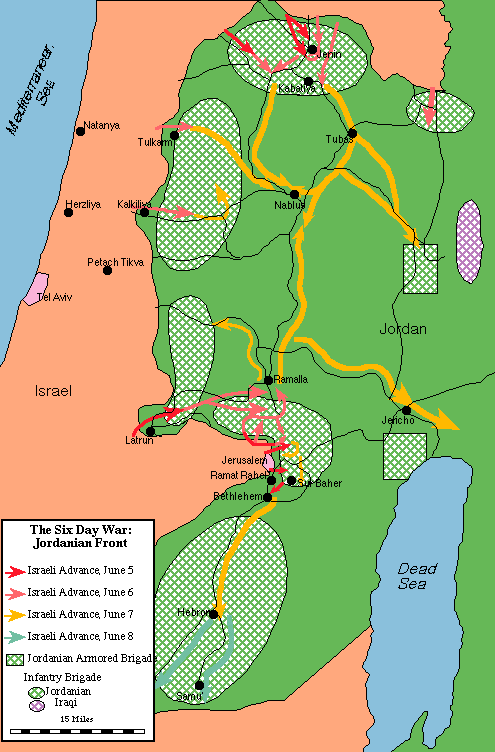 Mediterranean
Sea
Jenin
Kabatiya
Natanya
Tulkarm
Tubas
Nablus
Herzliya
Kalkiliya
Petach Tikva
Tel Aviv
Jordan
Israel
Ramalla
Jericho
Latrun
Jerusalem
Ramat Rahel
Sur Baher
Bethlehem
The Six Day War:
Jordanian Front
Israeli Advance, June 5
Israeli Advance, June 6
Israeli Advance, June 7
Israeli Advance, June 8
Jordanian Armored Brigade
Infantry Brigade
Jordanian
Iraqi
15 Miles
Dead
Sea
Hebron
Samu'